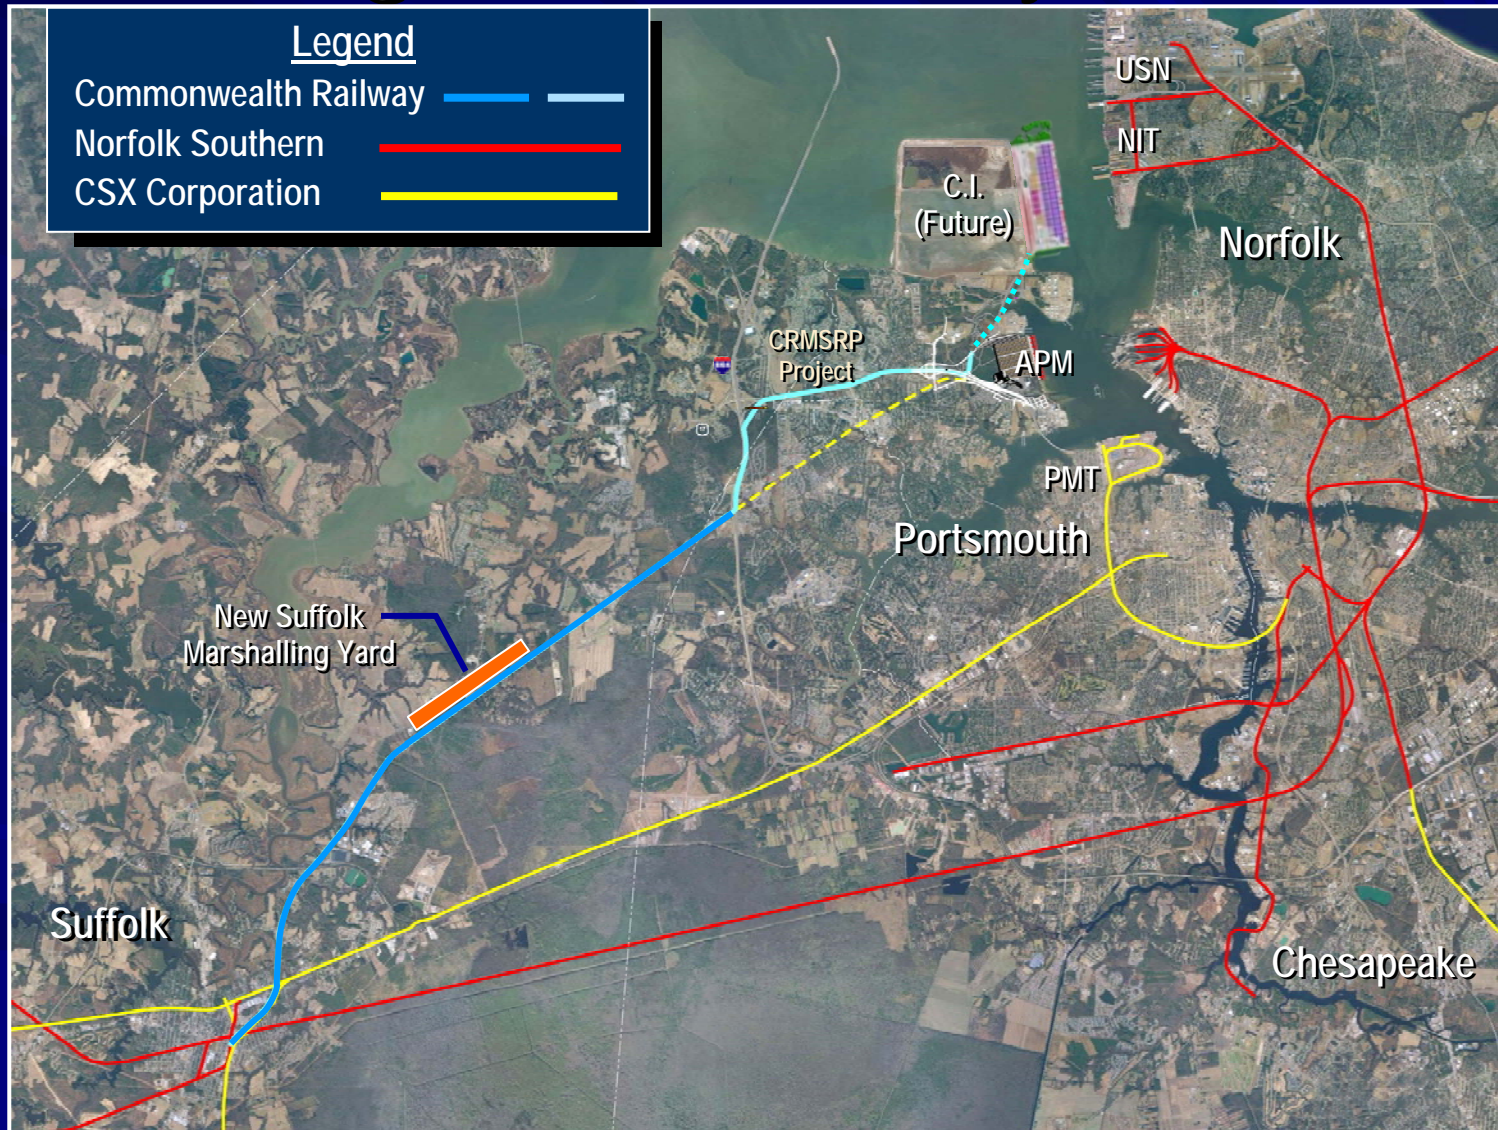 Legend
Commonwealth Railway
Norfolk Southern
CSX Corporation
USN
NIT
C.I.
(Future)
Norfolk
CRMSRP
Project
APM
PMT
Portsmouth
New Suffolk
Marshalling Yard
Suffolk
Chesapeake